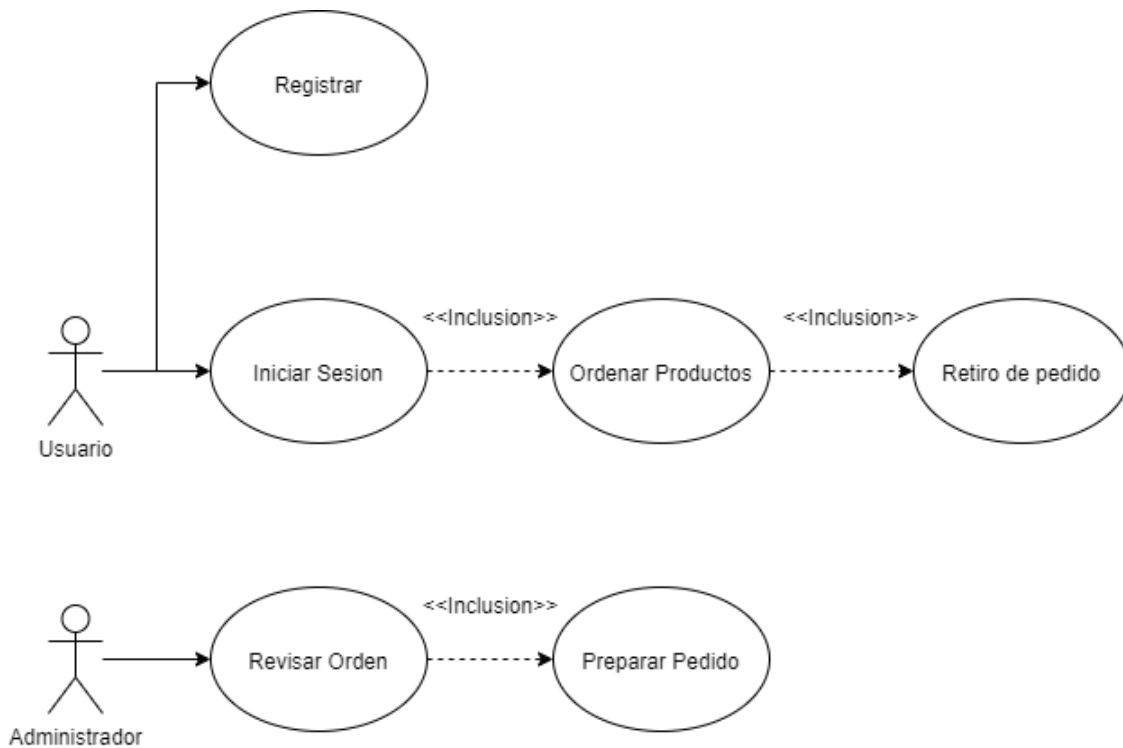 Registrar
<<Inclusion>>
<<Inclusion>>
Iniciar Sesion
Ordenar Productos
Retiro de pedido
Usuario
<<Inclusion>>
Revisar Orden
Preparar Pedido
Administrador